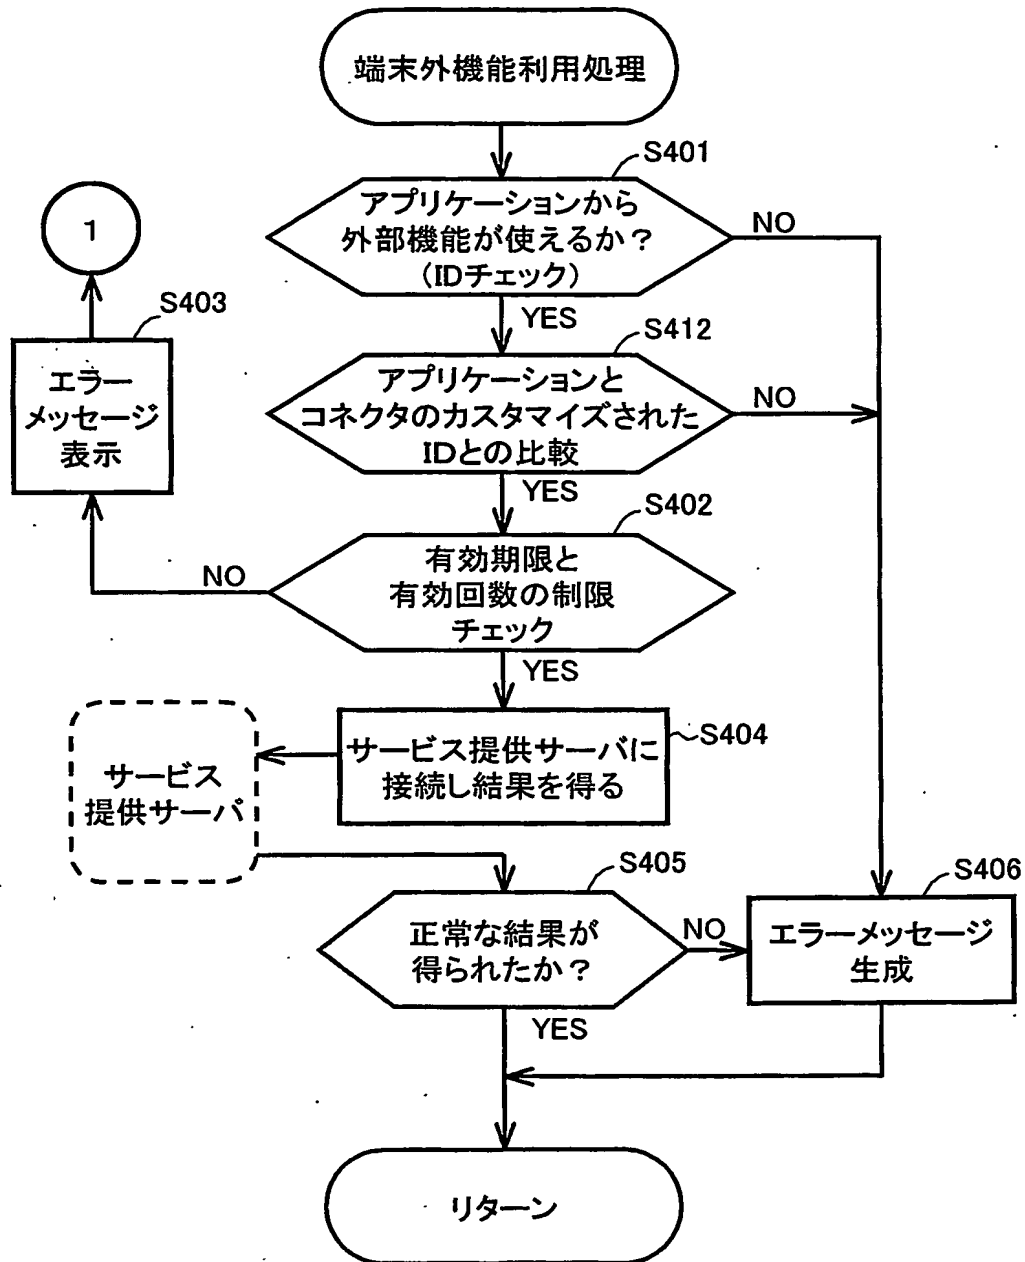 端末外機能利用処理
S401
アプリケーションから
外部機能が使えるか？
（IDチェック）
NO
YES
1
S403
エラー
メッセージ
表示
S412
アプリケーションと
コネクタのカスタマイズされた
IDとの比較
NO
YES
S402
有効期限と
有効回数の制限
チェック
NO
YES
S404
サービス提供サーバに
接続し結果を得る
サービス
提供サーバ
S405
正常な結果が
得られたか？
NO
YES
S406
エラーメッセージ
生成
リターン